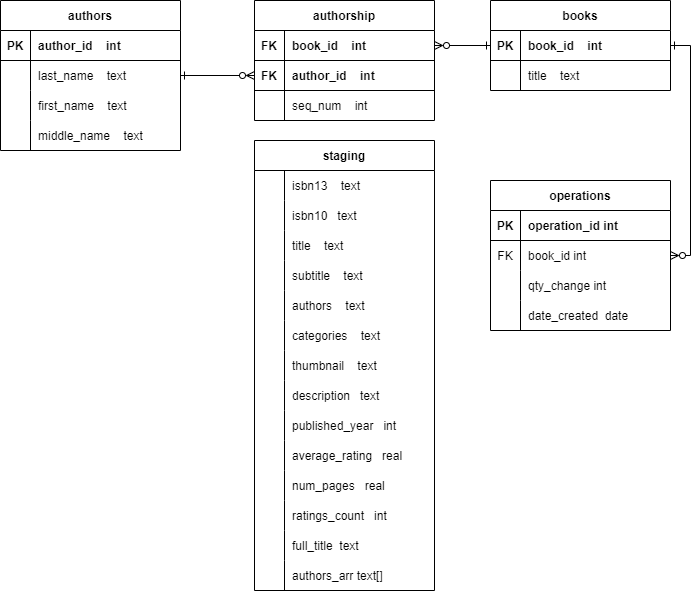 authors
PK author_id int
last_name text
first_name text
middle_name text
authorship
FK book_id int
FK author_id int
seq_num int
books
PK book_id int
title text
staging
isbn13 text
isbn10 text
title text
subtitle text
authors text
categories text
thumbnail text
description text
published_year int
average_rating real
num_pages real
ratings_count int
full_title text
authors_arr text[]
operations
PK operation_id int
FK book_id int
qty_change int
date_created date